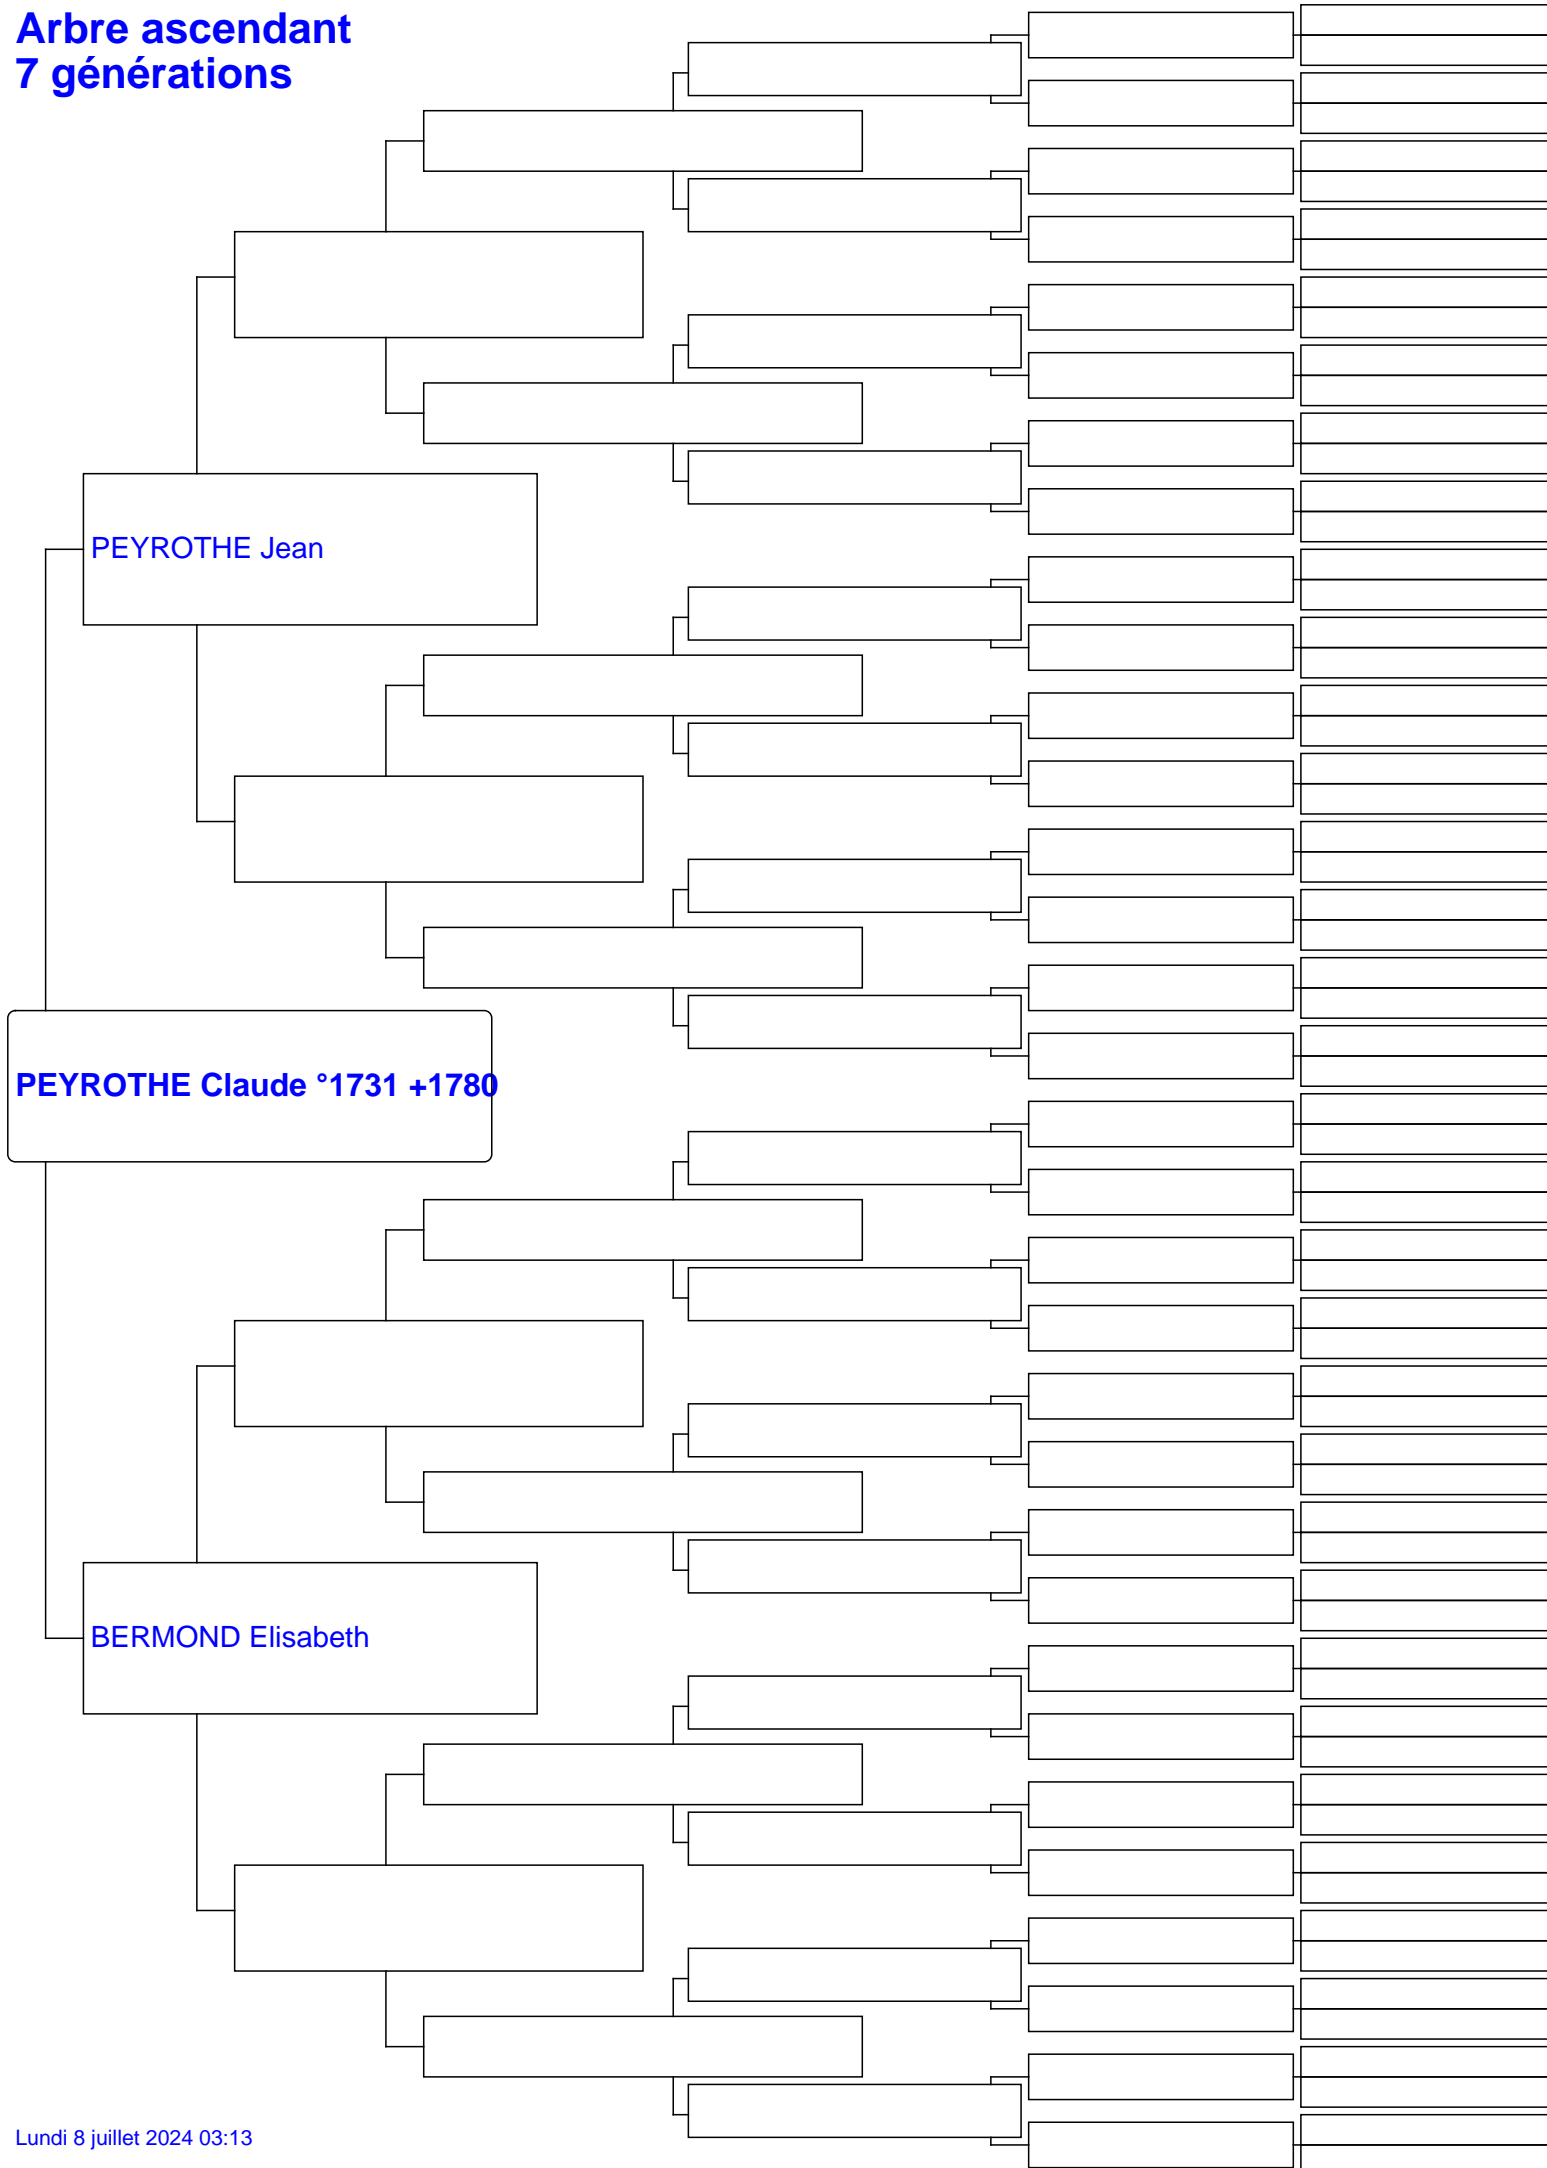 Arbre ascendant
7 générations
PEYROTHE Jean
PEYROTHE Claude °1731 +1780
BERMOND Elisabeth
Lundi 8 juillet 2024 03:13